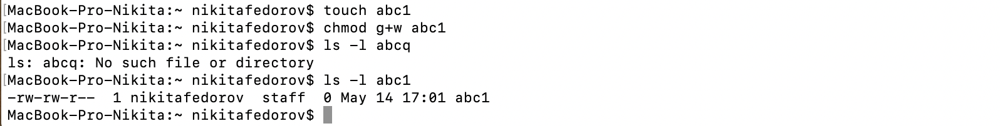 [MacBook-Pro-Nikita:~ nikitafedorov$ touch abc1
[MacBook-Pro-Nikita:~ nikitafedorov$ chmod g+w abc1
[MacBook-Pro-Nikita:~ nikitafedorov$ ls -l abcq
ls: abcq: No such file or directory
[MacBook-Pro-Nikita:~ nikitafedorov$ ls -l abc1
-rw-rw-r--  1 nikitafedorov  staff  0 May 14 17:01 abc1
MacBook-Pro-Nikita:~ nikitafedorov$